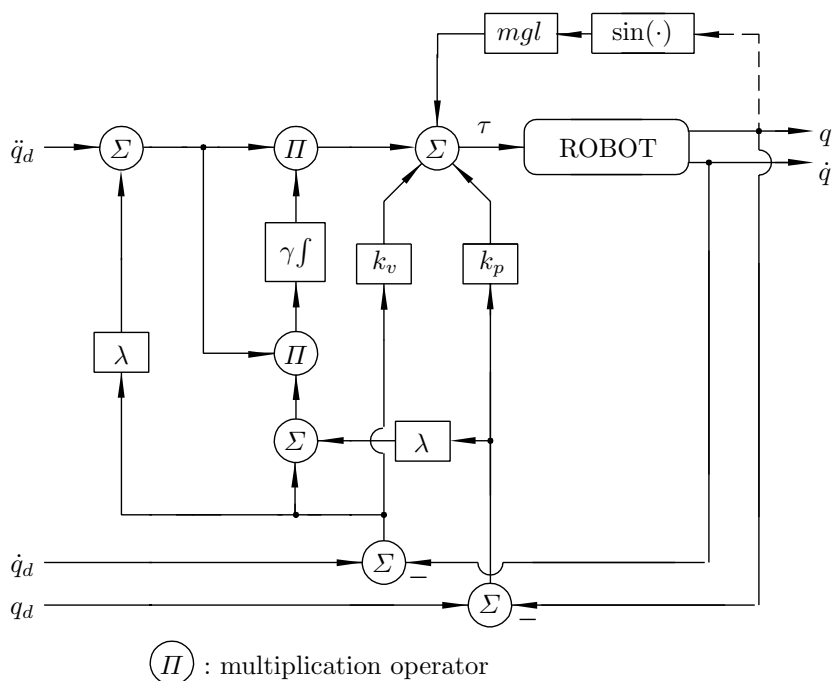 mgl sin(·)
q̈_d Σ Π Σ τ ROBOT q
q̇
γ∫ k_v k_p
λ Π
Σ λ
q̇_d Σ −
q_d Σ −
Π : multiplication operator